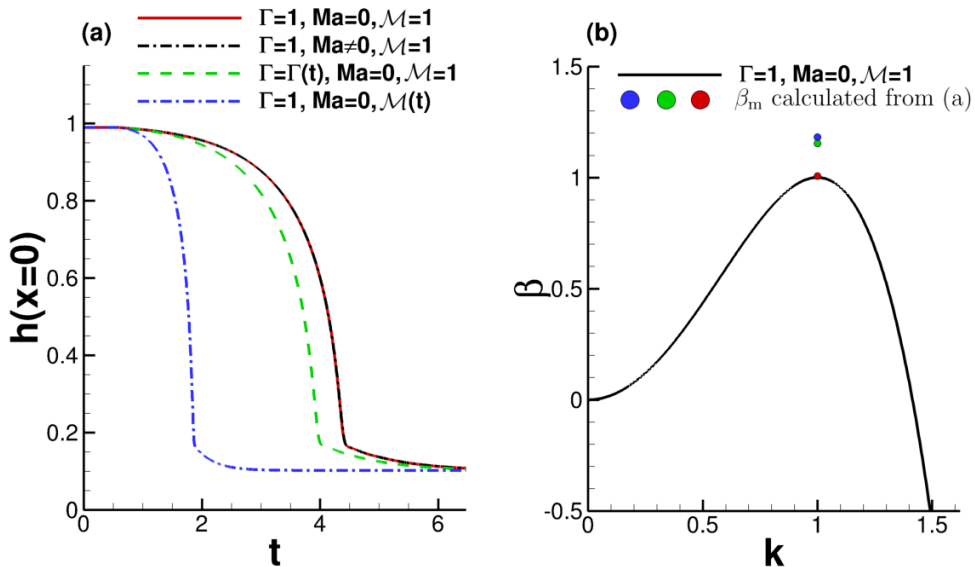 (a)
Γ=1, Ma=0, ℳ=1
Γ=1, Ma≠0, ℳ=1
Γ=Γ(t), Ma=0, ℳ=1
Γ=1, Ma=0, ℳ(t)
h(x=0)
1
0.8
0.6
0.4
0.2
0
0
2
4
6
t
(b)
Γ=1, Ma=0, ℳ=1
βm calculated from (a)
β
1.5
1
0.5
0
-0.5
0
0.5
1
1.5
k